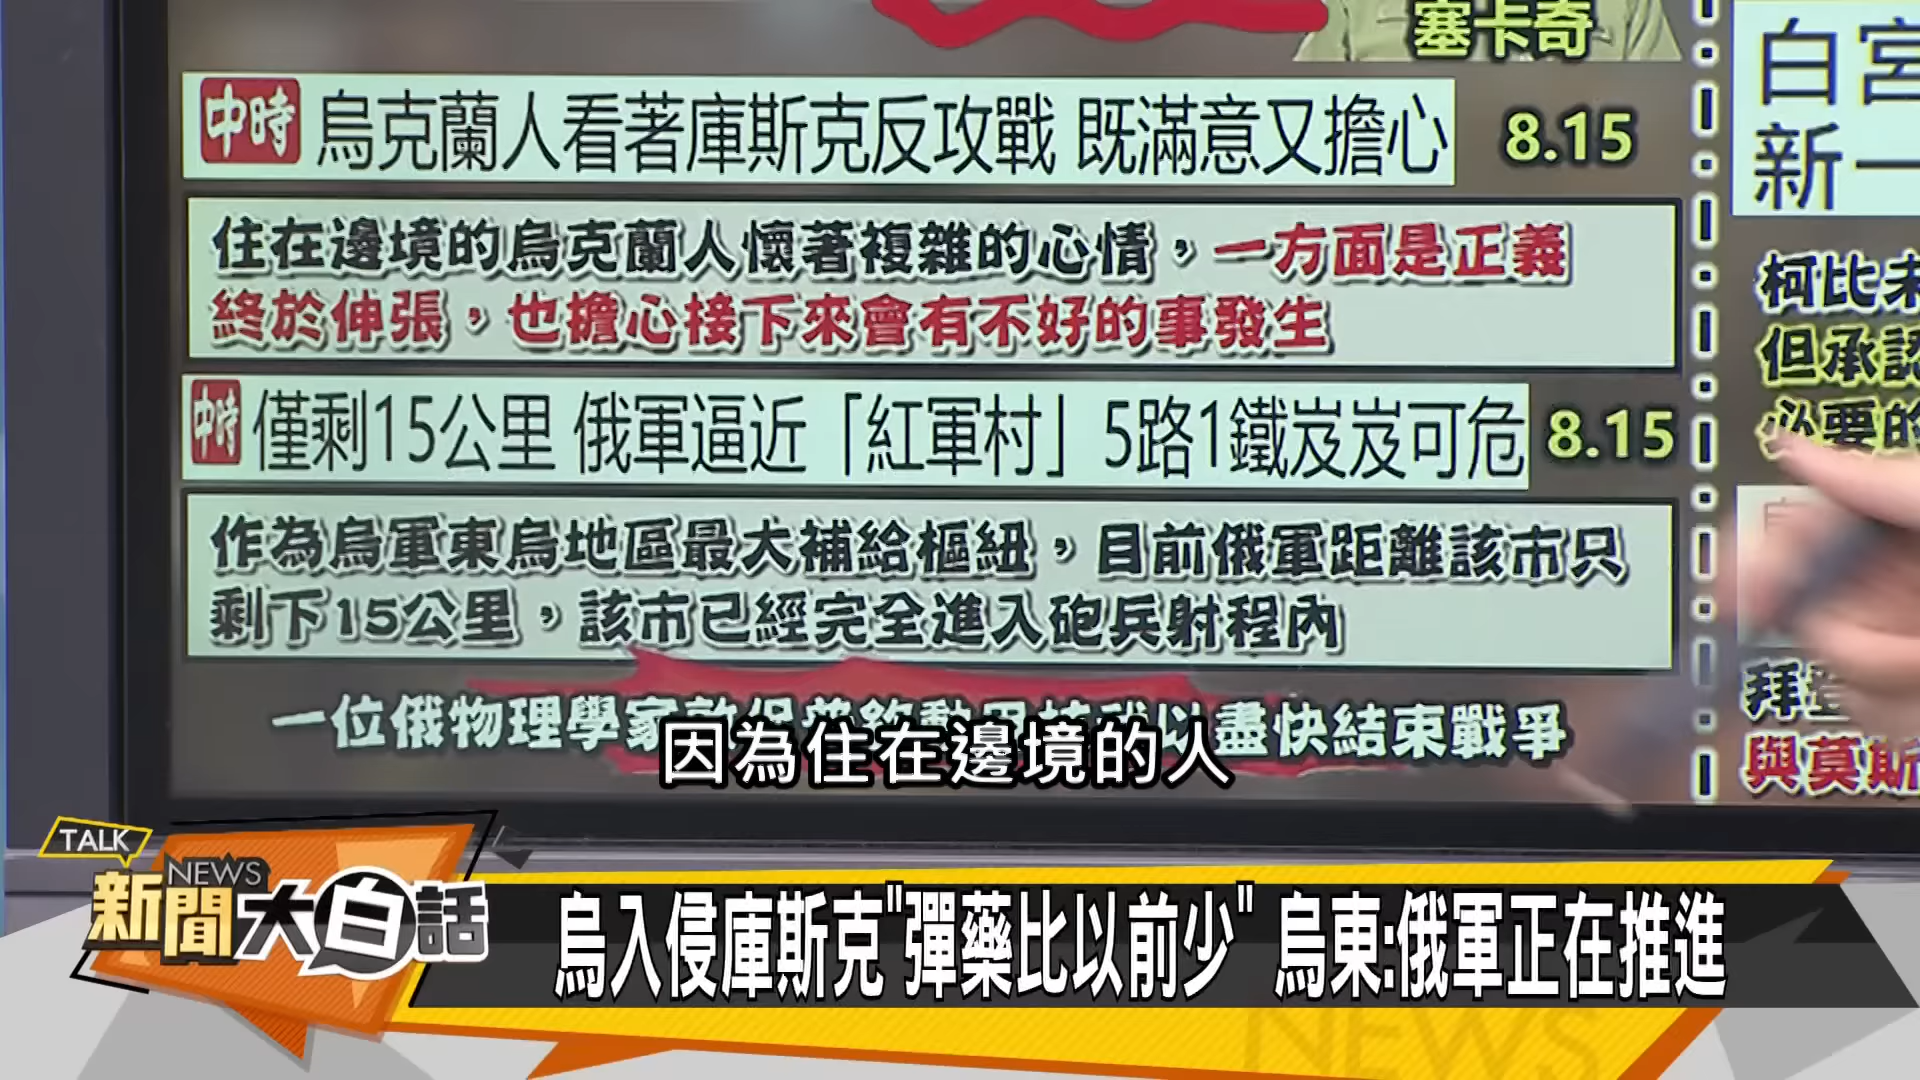 塞卡奇
中時 烏克蘭人看著庫斯克反攻戰 既滿意又擔心 8.15
住在邊境的烏克蘭人懷著複雜的心情，一方面是正義
終於伸張，也擔心接下來會有不好的事發生
中時 僅剩15公里 俄軍逼近「紅軍村」5路1鐵岌岌可危 8.15
作為烏軍東烏地區最大補給樞紐，目前俄軍距離該市只
剩下15公里，該市已經完全進入砲兵射程內
一位俄物理學家 以盡快結束戰爭
白宮
新一
柯比未
但承認
必要的
拜登
與莫斯
因為住在邊境的人
TALK
NEWS
新聞大白話
烏入侵庫斯克"彈藥比以前少" 烏東:俄軍正在推進
NEWS